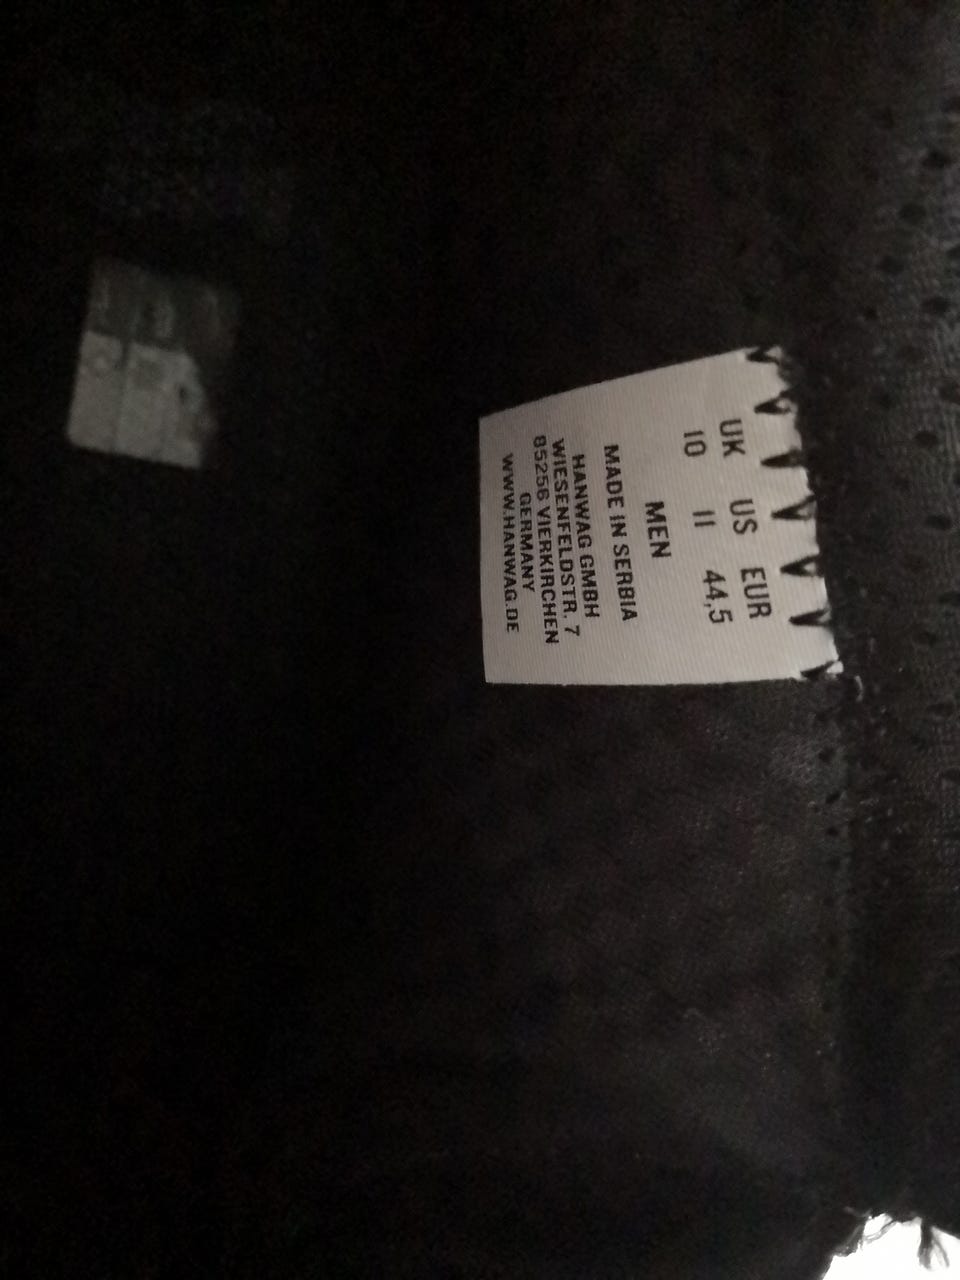 UK US EUR
10 11 44,5
MEN
MADE IN SERBIA
HANWAG GMBH
WIESENFELDSTR. 7
85256 VIERKIRCHEN
GERMANY
WWW.HANWAG.DE